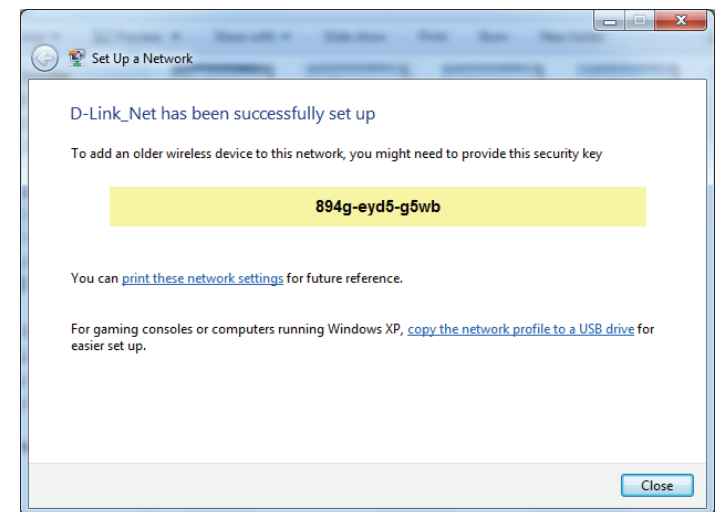 Set Up a Network
D-Link_Net has been successfully set up
To add an older wireless device to this network, you might need to provide this security key
894g-eyd5-g5wb
You can print these network settings for future reference.
For gaming consoles or computers running Windows XP, copy the network profile to a USB drive for
easier set up.
Close